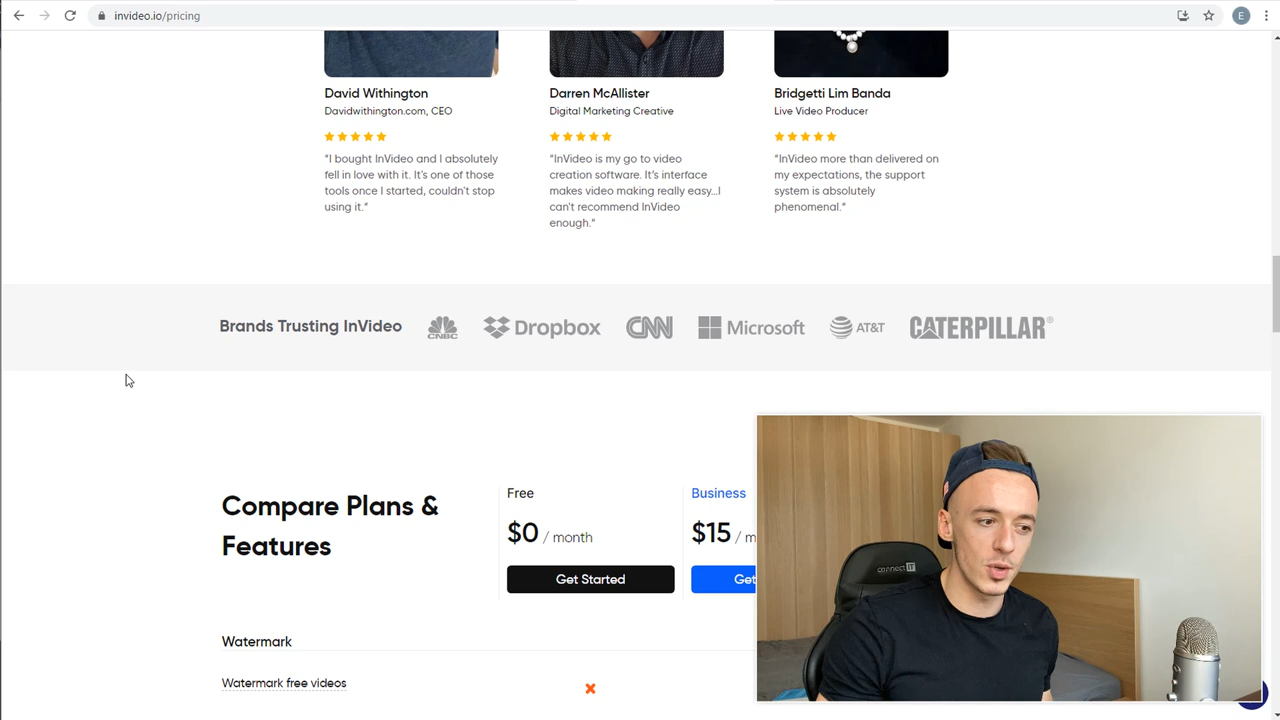 invideo.io/pricing
E
David Withington
Davidwithington.com, CEO
"I bought InVideo and I absolutely
fell in love with it. It's one of those
tools once I started, couldn't stop
using it."
Darren McAllister
Digital Marketing Creative
"InVideo is my go to video
creation software. It's interface
makes video making really easy...I
can't recommend InVideo
enough."
Bridgetti Lim Banda
Live Video Producer
"InVideo more than delivered on
my expectations, the support
system is absolutely
phenomenal."
Brands Trusting InVideo
CNBC
Dropbox
CNN
Microsoft
AT&T
CATERPILLAR®
Compare Plans &
Features
Free
$0 / month
Get Started
Business
$15 / m
Get
connect IT
Watermark
Watermark free videos